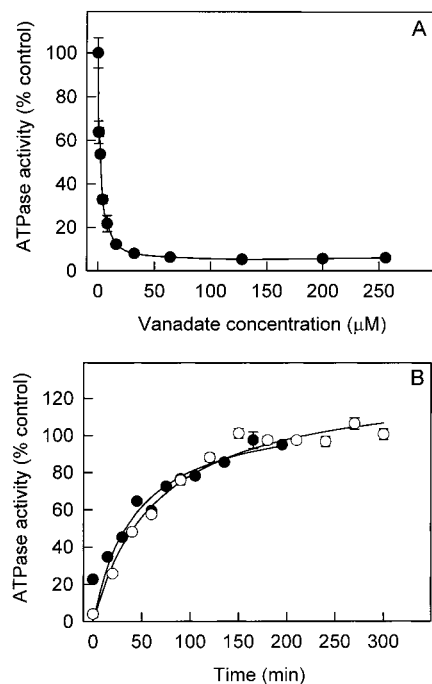 A
ATPase activity (% control)
100
80
60
40
20
0
0 50 100 150 200 250
Vanadate concentration (μM)
B
ATPase activity (% control)
120
100
80
60
40
20
0
0 50 100 150 200 250 300
Time (min)